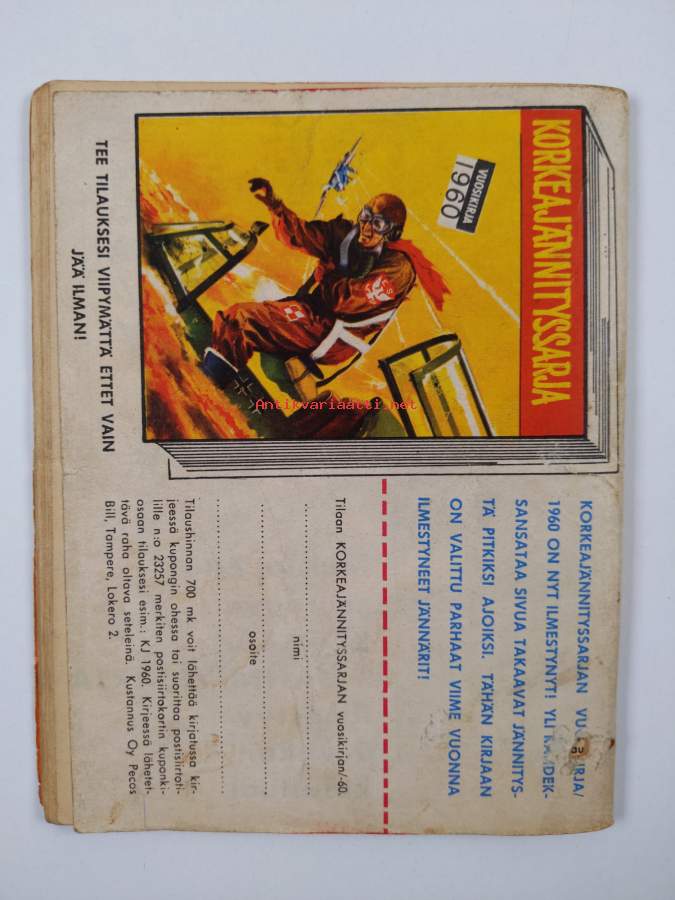 KORKEAJÄNNITYSSARJA
VUOSIKIRJA
1960
TEE TILAUKSESI VIIPYMÄTTÄ ETTET VAIN
JÄÄ ILMAN!
KORKEAJÄNNITYSSARJAN
1960 ON NYT ILMESTYNYT! YLI
SANSATAA SIVUA TAKAAVAT JÄNNITYS-
TÄ PITKIKSI AJOIKSI. TÄHÄN KIRJAAN
ON VALITTU PARHAAT VIIME VUONNA
ILMESTYNEET JÄNNÄRIT!
Tilaan KORKEAJÄNNITYSSARJAN vuosikirjan/-60.
nimi
osoite
Tilaushinnan 700 mk voit lähettää kirjatussa kir-
jeessä kupongin ohessa tai suorittaa postisiirtoti-
lille n:o 23257 merkiten postisiirtokortin kuponki-
osaan tilauksesi esim.: KJ 1960. Kirjeessä lähetet-
tävä raha oltava seteleinä. Kustannus Oy Pecos
Bill, Tampere, Lokero 2.
Antikvariaatti.net